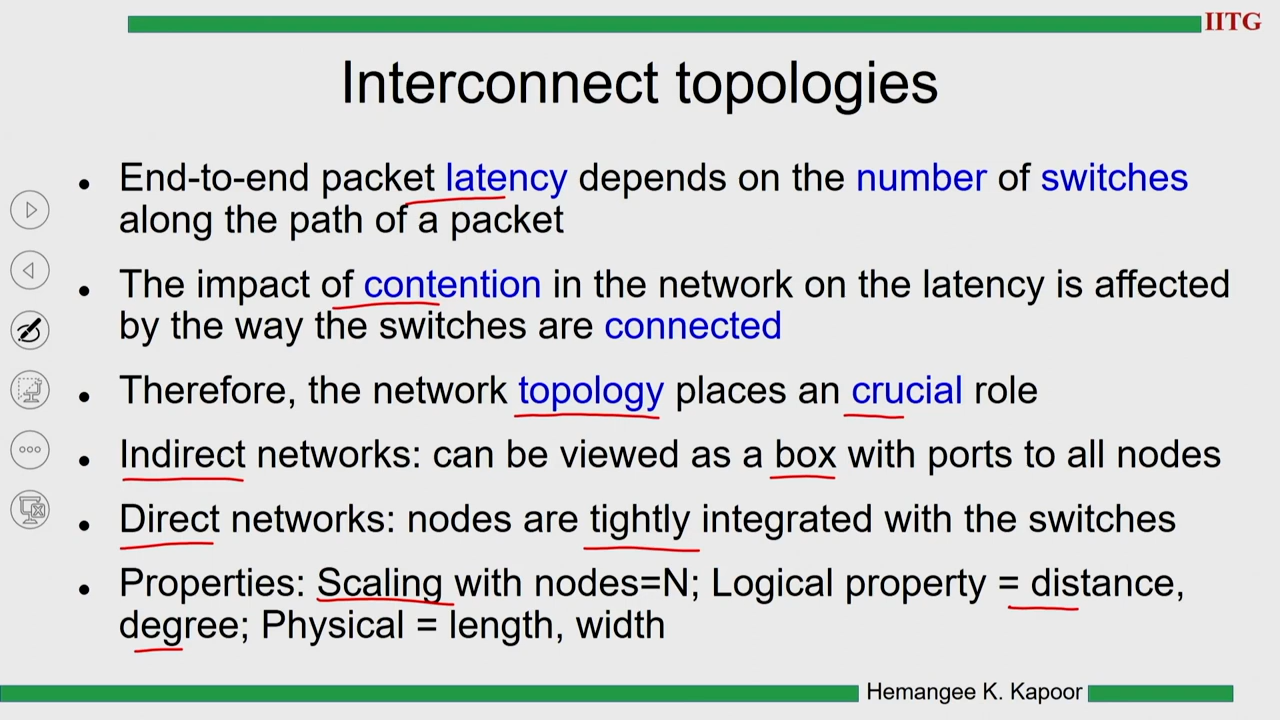 IITG
Interconnect topologies
• End-to-end packet latency depends on the number of switches
along the path of a packet
• The impact of contention in the network on the latency is affected
by the way the switches are connected
• Therefore, the network topology places an crucial role
• Indirect networks: can be viewed as a box with ports to all nodes
• Direct networks: nodes are tightly integrated with the switches
• Properties: Scaling with nodes=N; Logical property = distance,
degree; Physical = length, width
Hemangee K. Kapoor